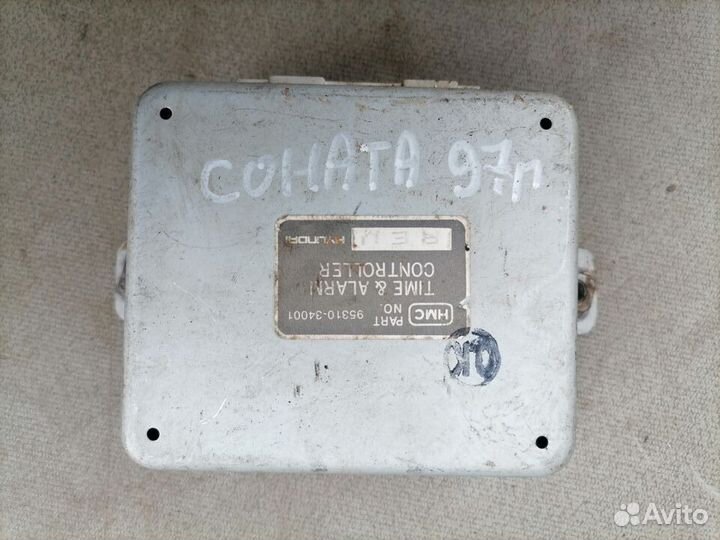 СОНАТА 97г
HMC PART NO. 95310-34001
TIME & ALARM
CONTROLLER
HYUNDAI
OK
Avito